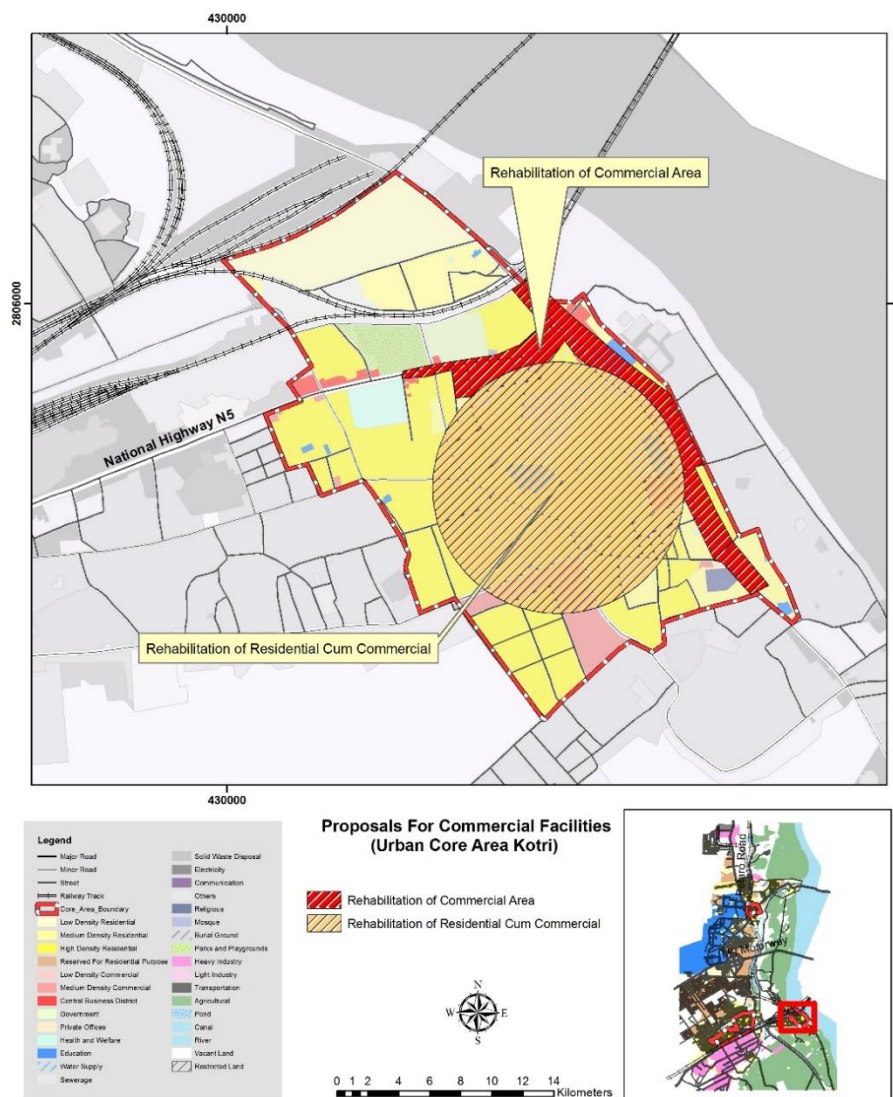 430000
Rehabilitation of Commercial Area
2806000
National Highway N5
Rehabilitation of Residential Cum Commercial
430000
Legend
Major Road
Minor Road
Street
Railway Track
Core_Area_Boundary
Low Density Residential
Medium Density Residential
High Density Residential
Reserved For Residential Purpose
Low Density Commercial
Medium Density Commercial
Central Business District
Government
Private Offices
Health and Welfare
Education
Water Supply
Sewerage
Solid Waste Disposal
Electricity
Communication
Others
Religious
Mosque
Burial Ground
Parks and Playgrounds
Heavy Industry
Light Industry
Transportation
Agricultural
Pond
Canal
River
Vacant Land
Restricted Land
Proposals For Commercial Facilities
(Urban Core Area Kotri)
Rehabilitation of Commercial Area
Rehabilitation of Residential Cum Commercial
N
W E
S
0 1 2 4 6 8 10 12 14
Kilometers
Road
Motorway